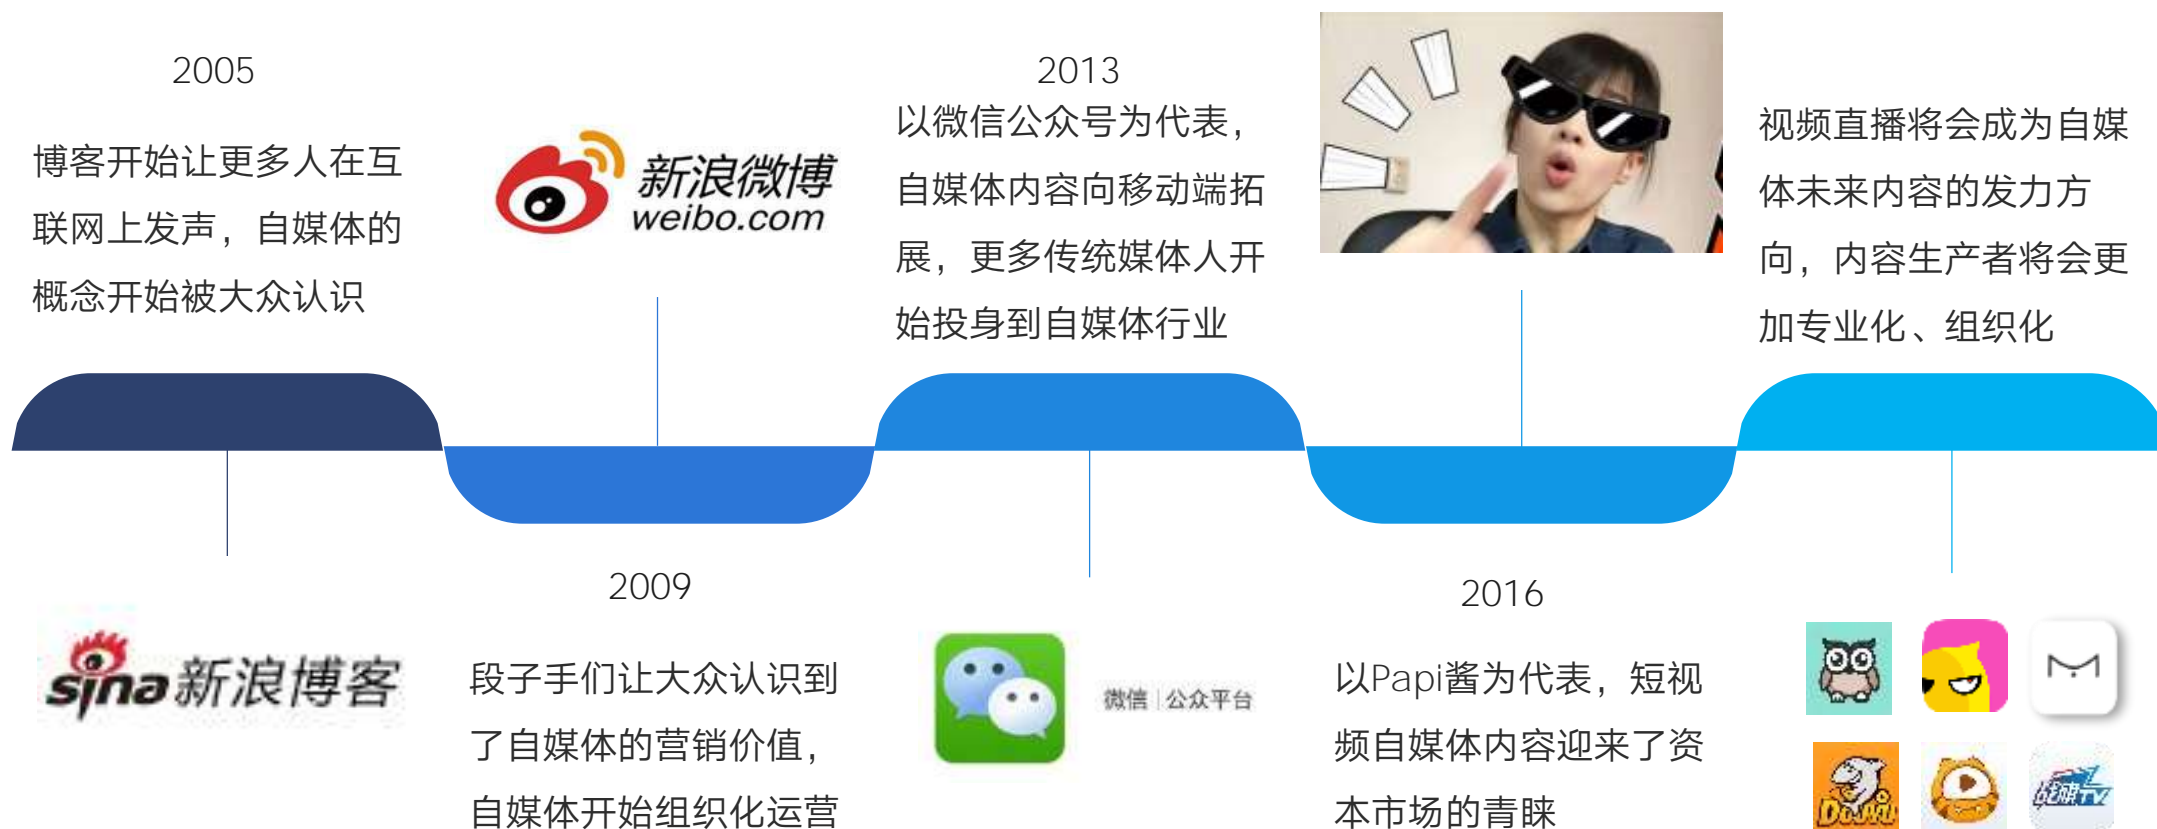 2005
博客开始让更多人在互
联网上发声，自媒体的
概念开始被大众认识
sina新浪博客
新浪微博
weibo.com
2009
段子手们让大众认识到
了自媒体的营销价值，
自媒体开始组织化运营
2013
以微信公众号为代表，
自媒体内容向移动端拓
展，更多传统媒体人开
始投身到自媒体行业
微信|公众平台
2016
以Papi酱为代表，短视
频自媒体内容迎来了资
本市场的青睐
视频直播将会成为自媒
体未来内容的发力方
向，内容生产者将会更
加专业化、组织化
战旗TV